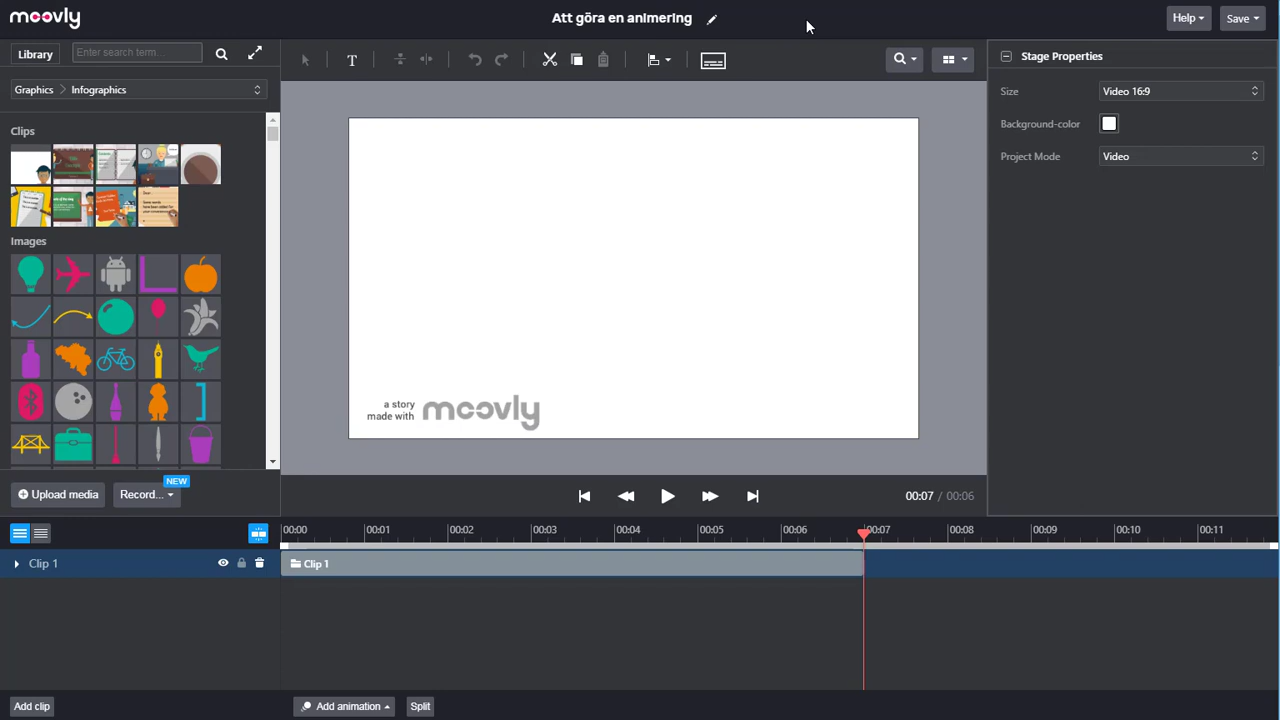 moovly
Att göra en animering
Help
Save
Library
Enter search term...
T
Graphics > Infographics
Clips
Images
Upload media
NEW
Record...
a story
made with moovly
00:07 / 00:06
Stage Properties
Size
Video 16:9
Background-color
Project Mode
Video
00:00 00:01 00:02 00:03 00:04 00:05 00:06 00:07 00:08 00:09 00:10 00:11
Clip 1
Clip 1
Add clip
Add animation
Split